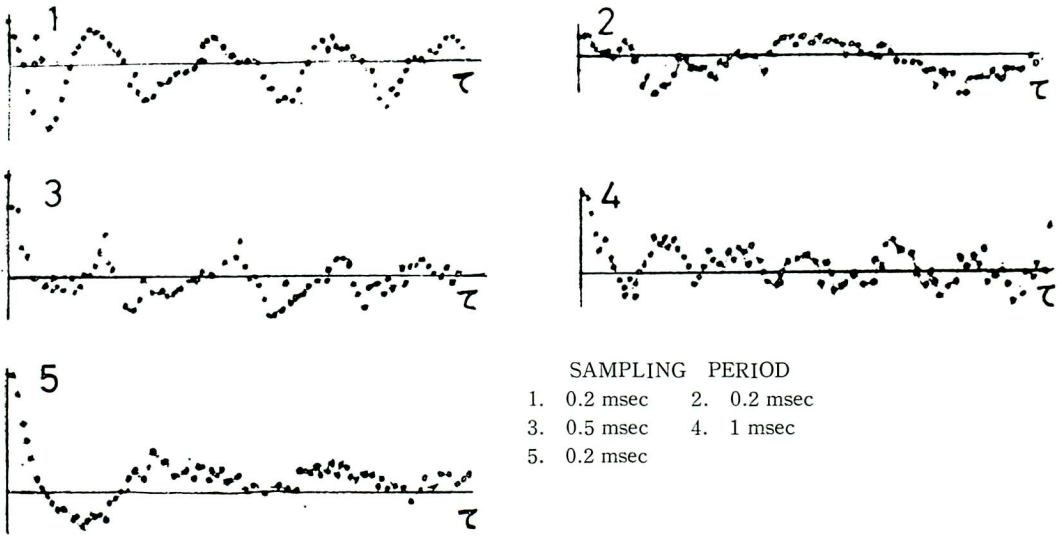 1
τ
2
τ
3
τ
4
τ
5
τ
SAMPLING PERIOD
1. 0.2 msec 2. 0.2 msec
3. 0.5 msec 4. 1 msec
5. 0.2 msec